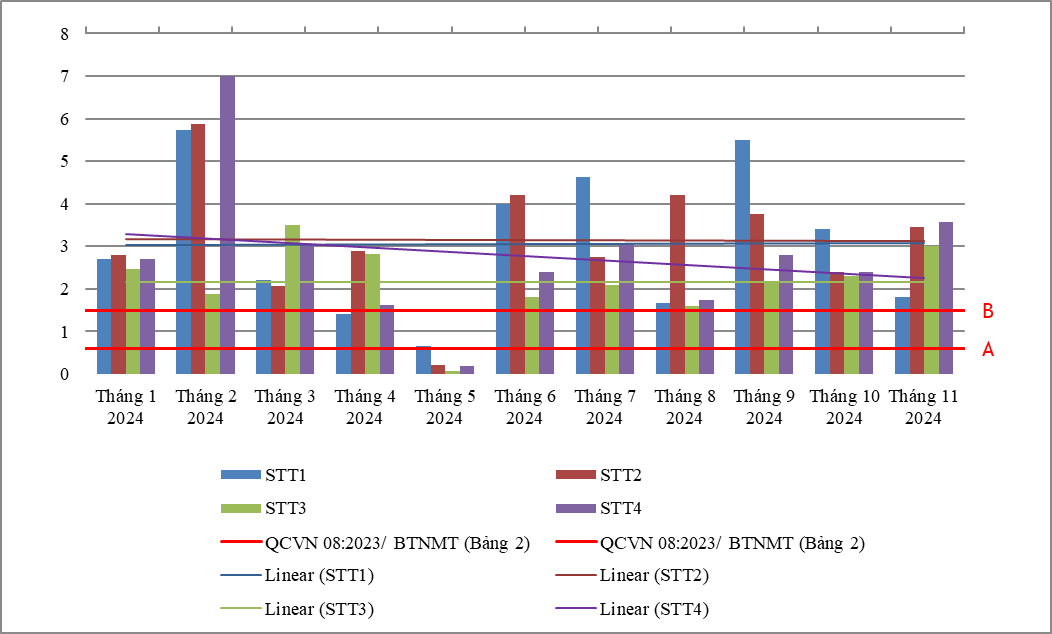 8
7
6
5
4
3
2
1
0
B
A
Tháng 1 Tháng 2 Tháng 3 Tháng 4 Tháng 5 Tháng 6 Tháng 7 Tháng 8 Tháng 9 Tháng 10 Tháng 11
2024 2024 2024 2024 2024 2024 2024 2024 2024 2024 2024
STT1 STT2
STT3 STT4
QCVN 08:2023/ BTNMT (Bảng 2) QCVN 08:2023/ BTNMT (Bảng 2)
Linear (STT1) Linear (STT2)
Linear (STT3) Linear (STT4)